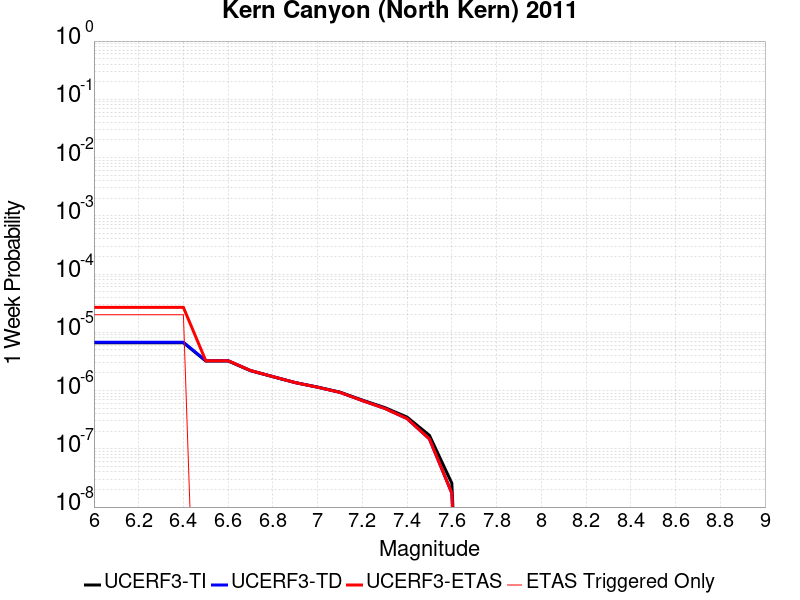 Kern Canyon (North Kern) 2011
10^0
10^-1
10^-2
10^-3
10^-4
10^-5
10^-6
10^-7
10^-8
1 Week Probability
6 6.2 6.4 6.6 6.8 7 7.2 7.4 7.6 7.8 8 8.2 8.4 8.6 8.8 9
Magnitude
UCERF3-TI UCERF3-TD UCERF3-ETAS ETAS Triggered Only